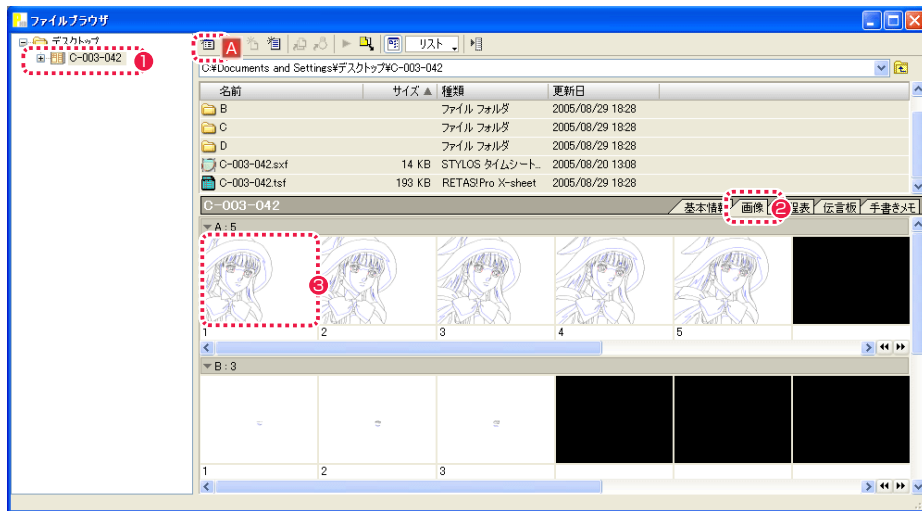 ファイルブラウザ
デスクトップ
C-003-042
1
A
リスト
C:¥Documents and Settings¥デスクトップ¥C-003-042
名前 サイズ 種類 更新日
B ファイル フォルダ 2005/08/29 18:28
C ファイル フォルダ 2005/08/29 18:28
D ファイル フォルダ 2005/08/29 18:28
C-003-042.sxf 14 KB STYLOS タイムシート... 2005/08/20 13:08
C-003-042.tsf 193 KB RETAS!Pro X-sheet 2005/08/29 18:28
C-003-042 基本情報 画像 2 程表 伝言板 手書きメモ
A : 5
3
1 2 3 4 5
B : 3
1 2 3